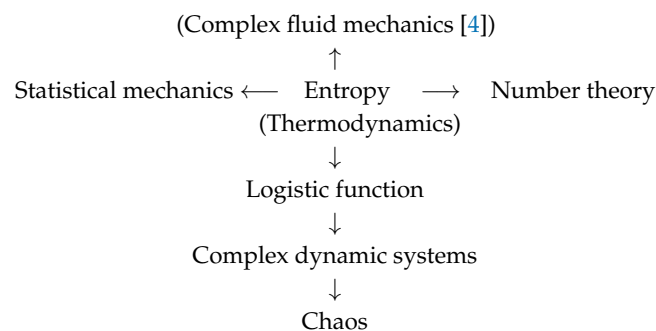 (Complex fluid mechanics [4])
↑
Statistical mechanics ← Entropy → Number theory
(Thermodynamics)
↓
Logistic function
↓
Complex dynamic systems
↓
Chaos